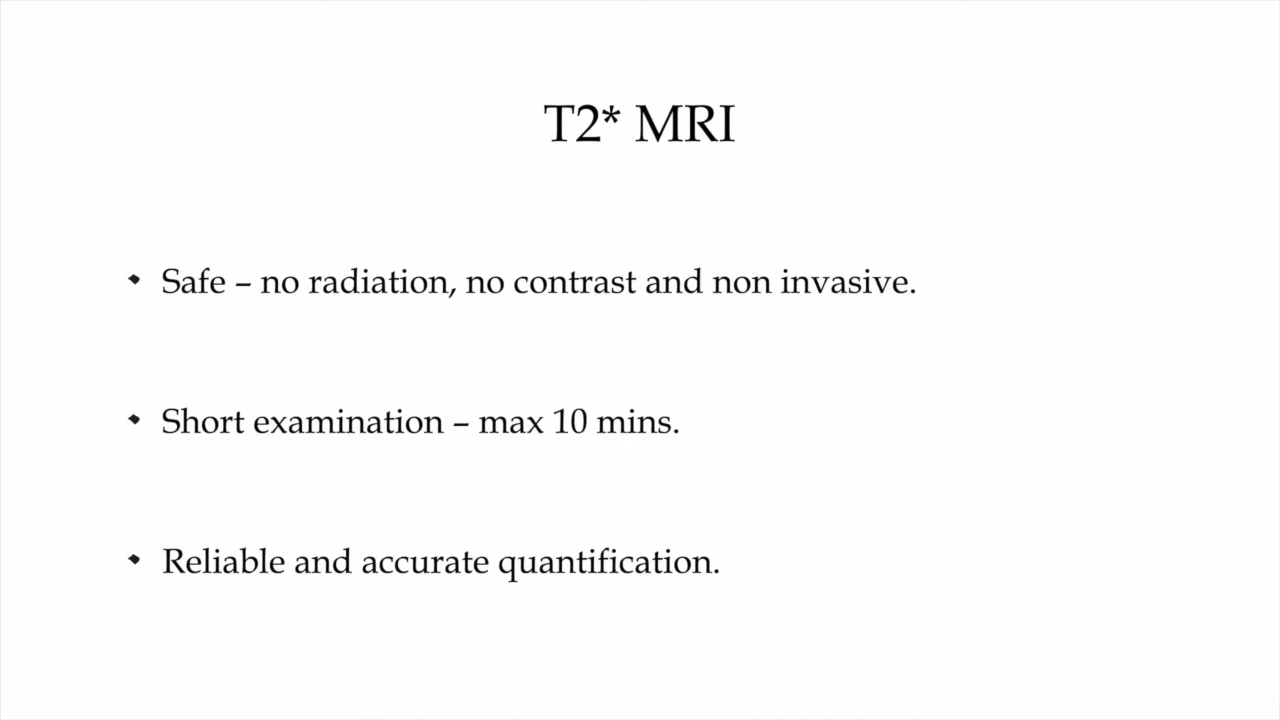 T2* MRI
Safe – no radiation, no contrast and non invasive.
Short examination – max 10 mins.
Reliable and accurate quantification.